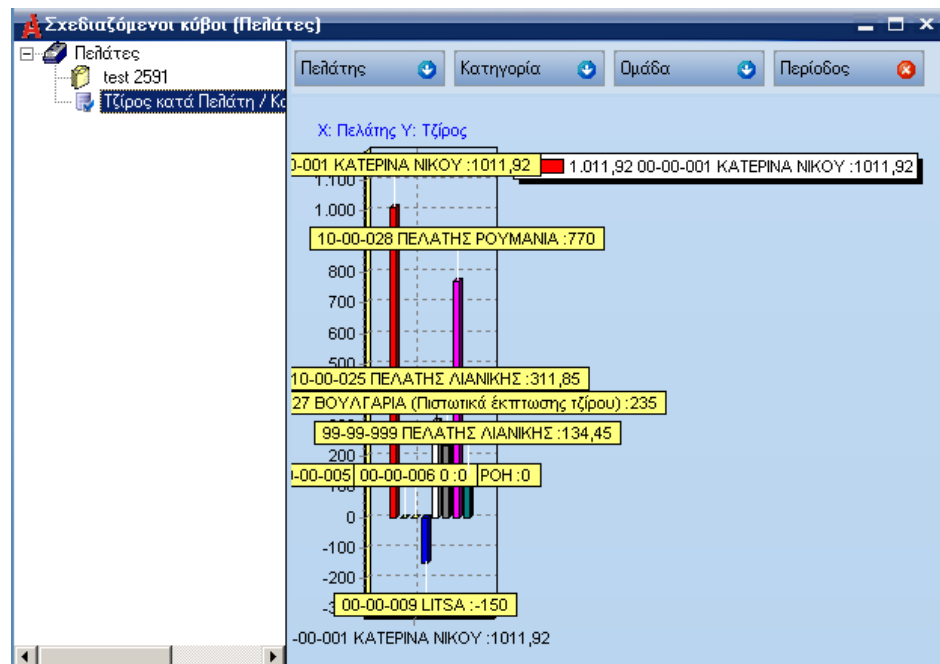 Σχεδιαζόμενοι κύβοι (Πελάτες)
Πελάτες
test 2591
Τζίρος κατά Πελάτη / Κα
Πελάτης
Κατηγορία
Ομάδα
Περίοδος
X: Πελάτης Y: Τζίρος
0-001 ΚΑΤΕΡΙΝΑ ΝΙΚΟΥ :1011,92
1.011,92 00-00-001 ΚΑΤΕΡΙΝΑ ΝΙΚΟΥ :1011,92
1.100
1.000
10-00-028 ΠΕΛΑΤΗΣ ΡΟΥΜΑΝΙΑ :770
800
700
600
500
10-00-025 ΠΕΛΑΤΗΣ ΛΙΑΝΙΚΗΣ :311,85
27 ΒΟΥΛΓΑΡΙΑ (Πιστωτικά έκπτωσης τζίρου) :235
99-99-999 ΠΕΛΑΤΗΣ ΛΙΑΝΙΚΗΣ :134,45
200
-00-005
00-00-006 0 :0
ΡΟΗ :0
100
0
-100
-200
00-00-009 LITSA :-150
-00-001 ΚΑΤΕΡΙΝΑ ΝΙΚΟΥ :1011,92